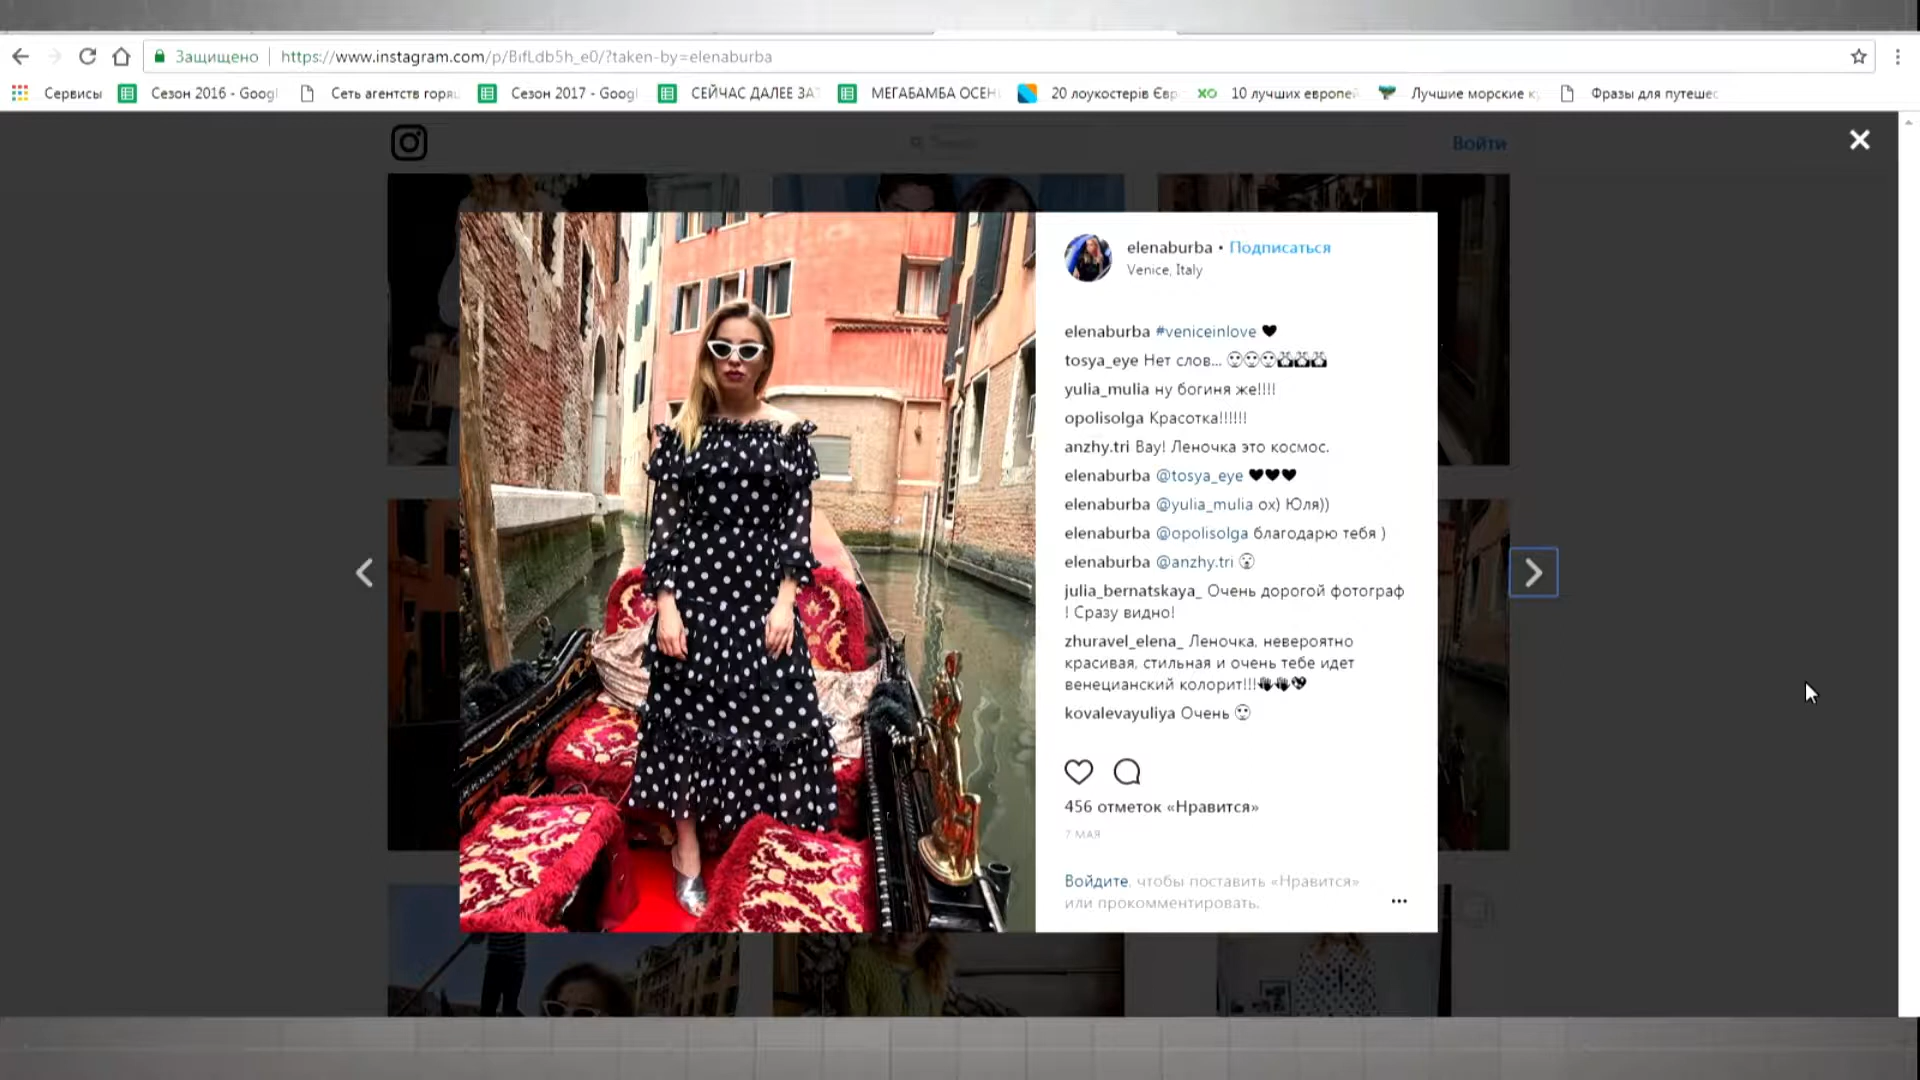 Защищено https://www.instagram.com/p/BifLdb5h_e0/?taken-by=elenaburba
Сервисы Сезон 2016 - Googl Сеть агентств горя Сезон 2017 - Googl СЕЙЧАС ДАЛЕЕ ЗА МЕГАБАМБА ОСЕН 20 лоукостерів Євр XO 10 лучших европей Лучшие морские к Фразы для путешес
Войти
elenaburba • Подписаться
Venice, Italy
elenaburba #veniceinlove 🖤
tosya_eye Нет слов...
yulia_mulia ну богиня же!!!!
opolisolga Красотка!!!!!!
anzhy.tri Вау! Леночка это космос.
elenaburba @tosya_eye 🖤🖤🖤
elenaburba @yulia_mulia ох) Юля))
elenaburba @opolisolga благодарю тебя )
elenaburba @anzhy.tri
julia_bernatskaya_ Очень дорогой фотограф
! Сразу видно!
zhuravel_elena_ Леночка, невероятно
красивая, стильная и очень тебе идет
венецианский колорит!!!
kovalevayuliya Очень
456 отметок «Нравится»
7 МАЯ
Войдите, чтобы поставить «Нравится»
или прокомментировать.